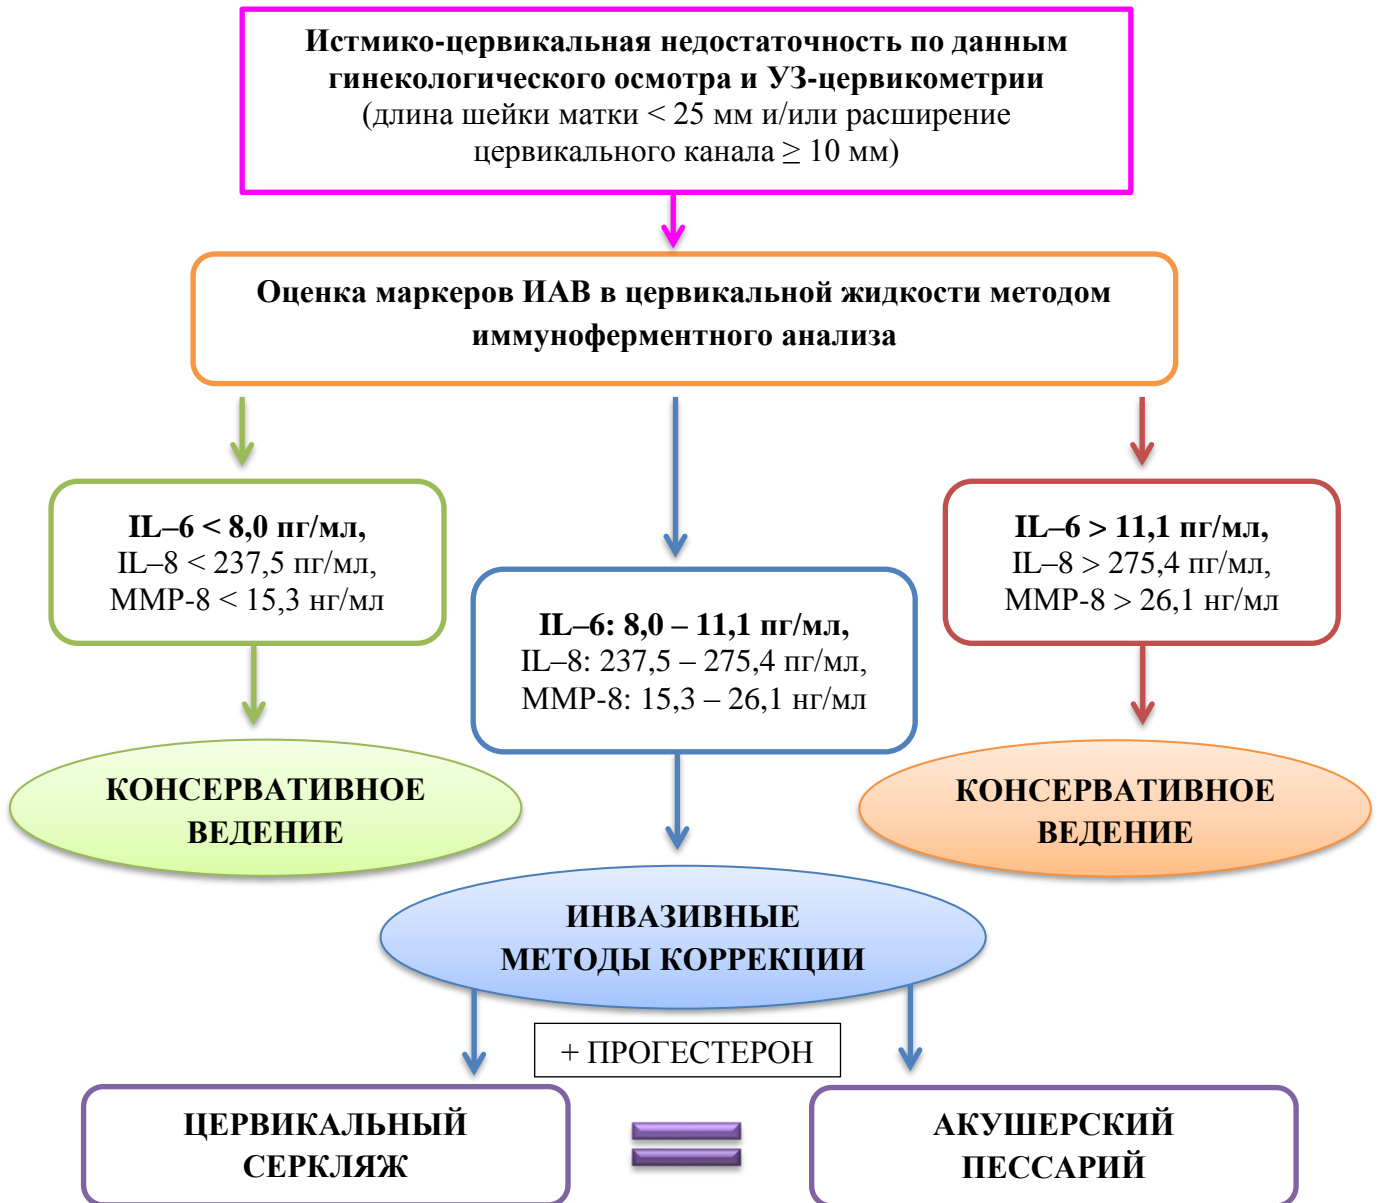 Истмико-цервикальная недостаточность по данным
гинекологического осмотра и УЗ-цервикометрии
(длина шейки матки < 25 мм и/или расширение
цервикального канала ≥ 10 мм)
Оценка маркеров ИАВ в цервикальной жидкости методом
иммуноферментного анализа
IL–6 < 8,0 пг/мл,
IL–8 < 237,5 пг/мл,
MMP-8 < 15,3 нг/мл
IL–6: 8,0 – 11,1 пг/мл,
IL–8: 237,5 – 275,4 пг/мл,
MMP-8: 15,3 – 26,1 нг/мл
IL–6 > 11,1 пг/мл,
IL–8 > 275,4 пг/мл,
MMP-8 > 26,1 нг/мл
КОНСЕРВАТИВНОЕ
ВЕДЕНИЕ
КОНСЕРВАТИВНОЕ
ВЕДЕНИЕ
ИНВАЗИВНЫЕ
МЕТОДЫ КОРРЕКЦИИ
+ ПРОГЕСТЕРОН
ЦЕРВИКАЛЬНЫЙ
СЕРКЛЯЖ
АКУШЕРСКИЙ
ПЕССАРИЙ